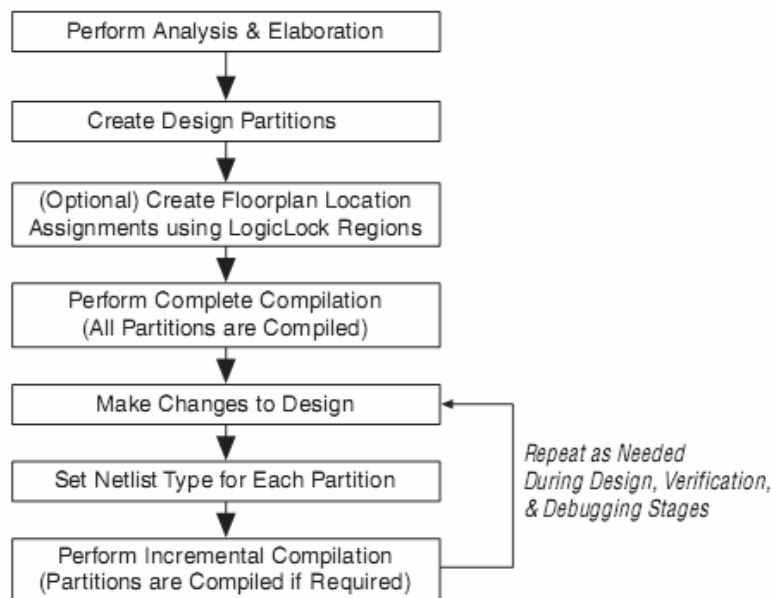 Perform Analysis & Elaboration
Create Design Partitions
(Optional) Create Floorplan Location
Assignments using LogicLock Regions
Perform Complete Compilation
(All Partitions are Compiled)
Make Changes to Design
Set Netlist Type for Each Partition
Perform Incremental Compilation
(Partitions are Compiled if Required)
Repeat as Needed
During Design, Verification,
& Debugging Stages